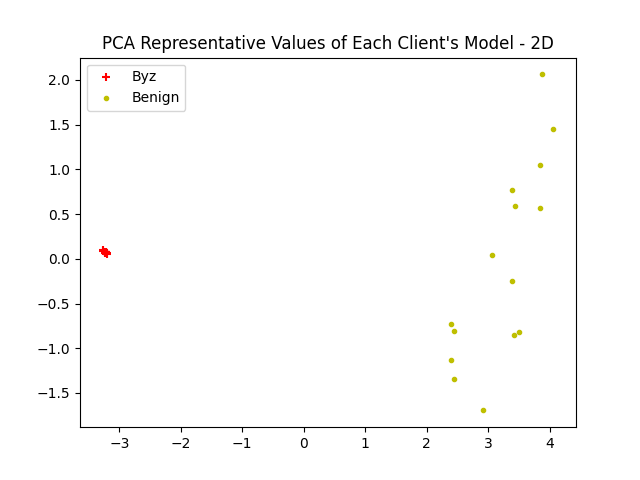 PCA Representative Values of Each Client's Model - 2D
Byz
Benign
2.0
1.5
1.0
0.5
0.0
−0.5
−1.0
−1.5
−3 −2 −1 0 1 2 3 4